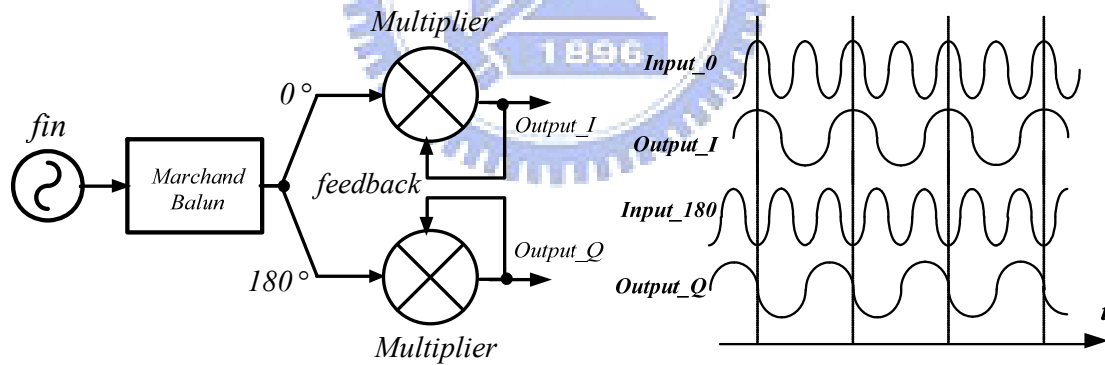 Multiplier
1896
0°
fin
Output_I
Marchand
Balun
feedback
Output_Q
180°
Multiplier
Input_0
Output_I
Input_180
Output_Q
t